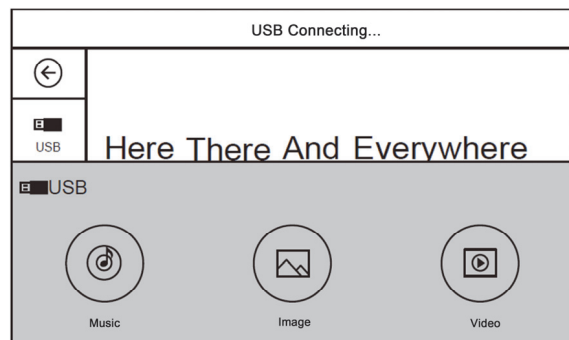 USB Connecting...
USB
Here There And Everywhere
USB
Music
Image
Video